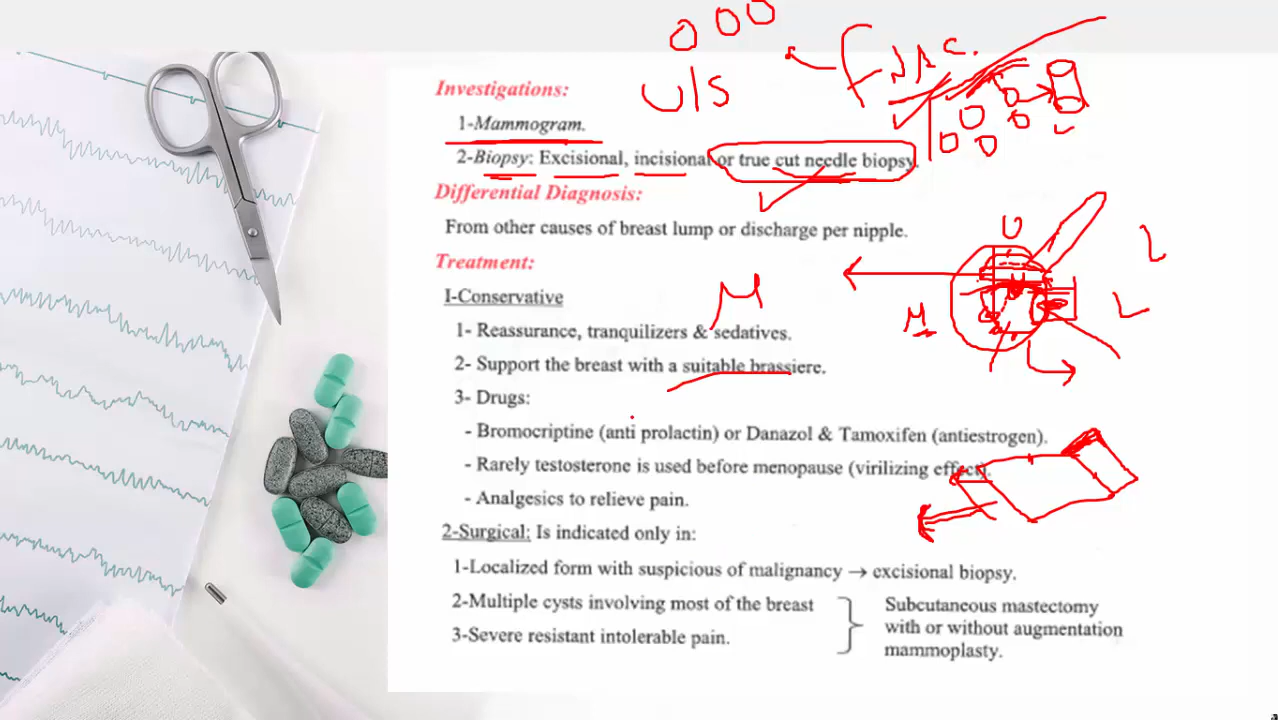 U/S
Investigations:
1-Mammogram.
2-Biopsy: Excisional, incisional or true cut needle biopsy.
Differential Diagnosis:
From other causes of breast lump or discharge per nipple.
Treatment:
U
L
L
M
M
I-Conservative
1- Reassurance, tranquilizers & sedatives.
2- Support the breast with a suitable brassiere.
3- Drugs:
- Bromocriptine (anti prolactin) or Danazol & Tamoxifen (antiestrogen).
- Rarely testosterone is used before menopause (virilizing effect).
- Analgesics to relieve pain.
2-Surgical: Is indicated only in:
1-Localized form with suspicious of malignancy → excisional biopsy.
2-Multiple cysts involving most of the breast
3-Severe resistant intolerable pain.
Subcutaneous mastectomy
with or without augmentation
mammoplasty.